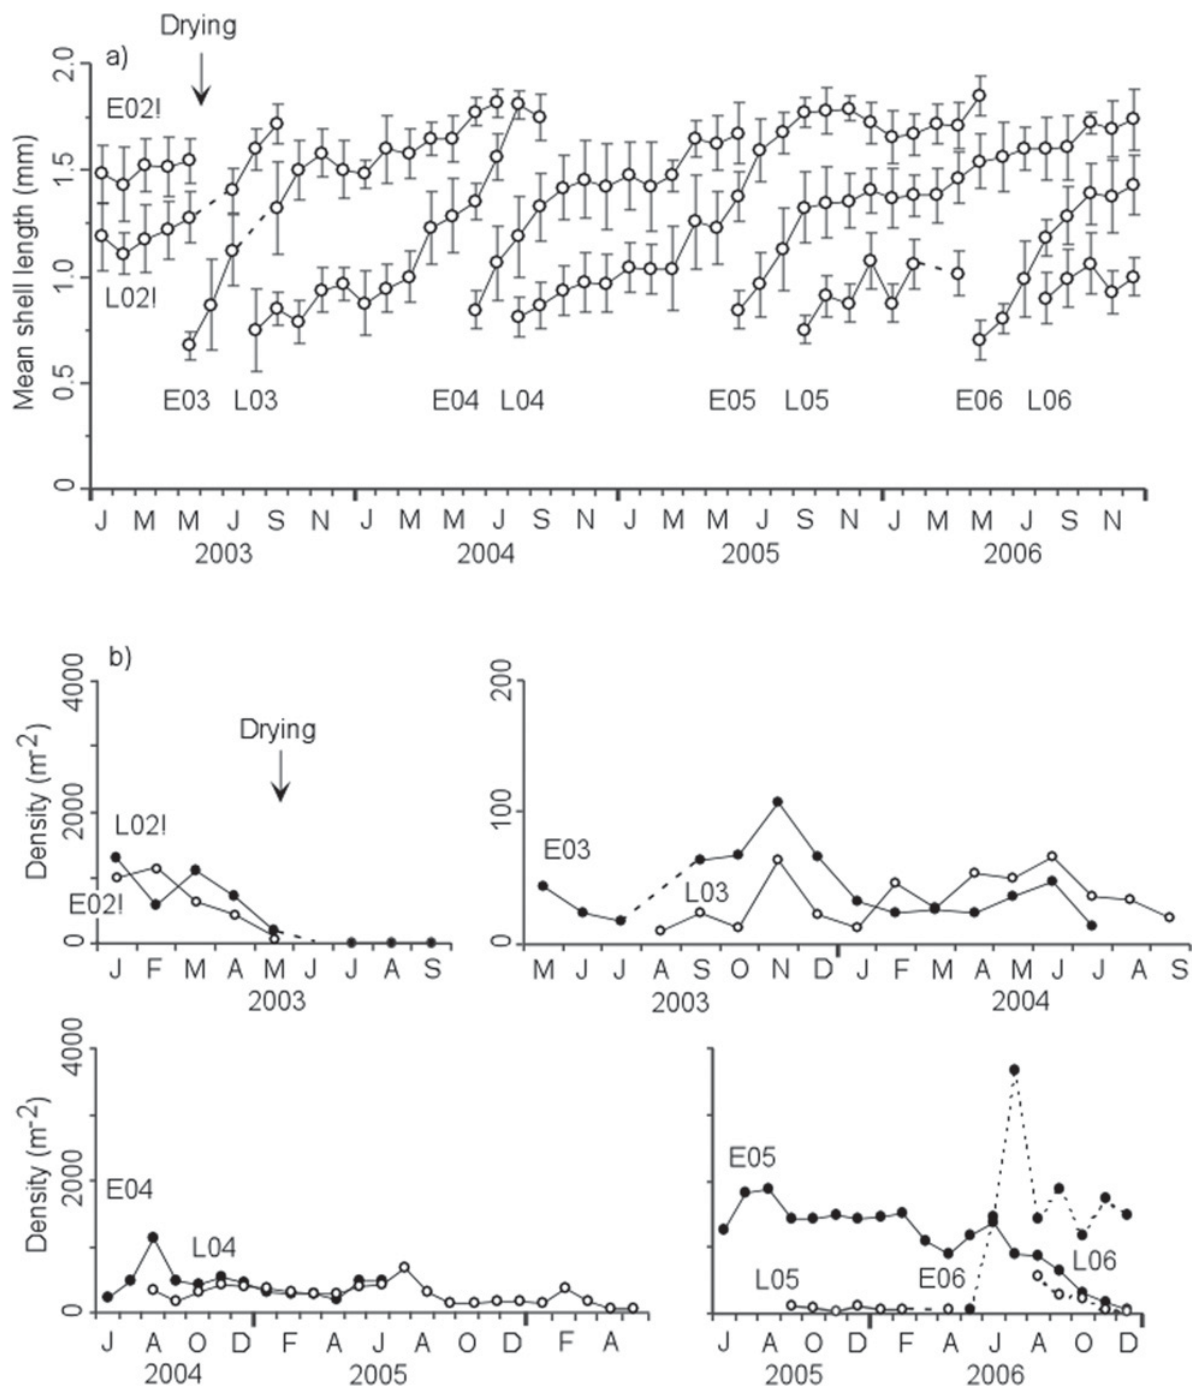 Drying
a)
2.0
E02!
1.5
Mean shell length (mm)
1.0
L02!
0.5
E03 L03 E04 L04 E05 L05 E06 L06
0
J M M J S N J M M J S N J M M J S N J M M J S N
2003 2004 2005 2006
b)
4000
Drying
Density (m-2)
2000
L02!
E02!
0
J F M A M J J A S
2003
200
100
E03
L03
0
M J J A S O N D J F M A M J J A S
2003 2004
4000
Density (m-2)
2000
E04
L04
0
J A O D F A J A O D F A
2004 2005
E05
L05
E06
L06
J A O D F A J A O D
2005 2006